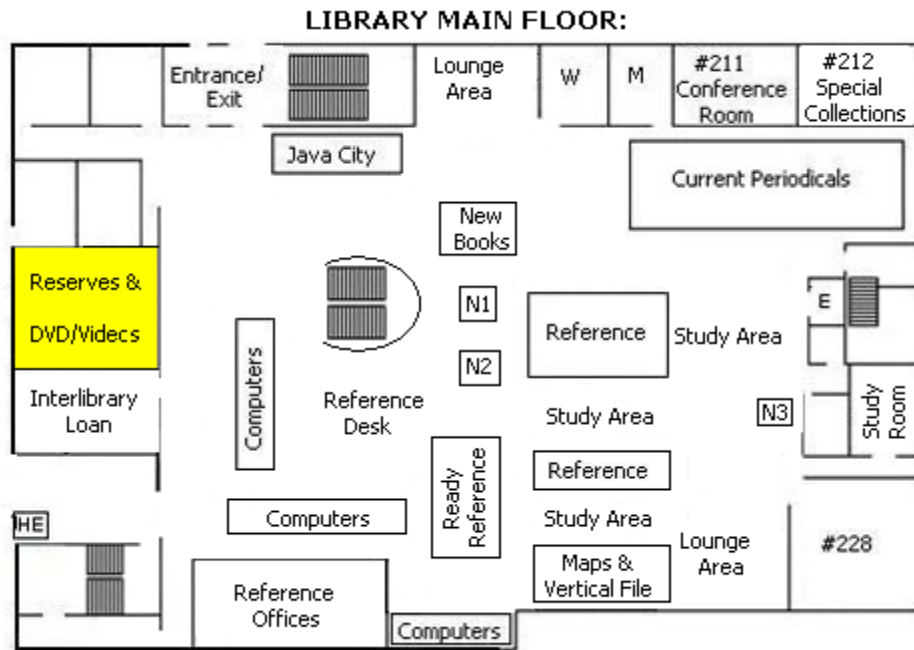 LIBRARY MAIN FLOOR:
Entrance/
Exit
Lounge
Area
W
M
#211
Conference
Room
#212
Special
Collections
Java City
Current Periodicals
New
Books
Reserves &
DVD/Videcs
N1
E
Reference
Study Area
N2
Computers
Interlibrary
Loan
Reference
Desk
Study Area
N3
Study
Room
Ready
Reference
Reference
HE
Computers
Study Area
Lounge
Area
#228
Maps &
Vertical File
Reference
Offices
Computers